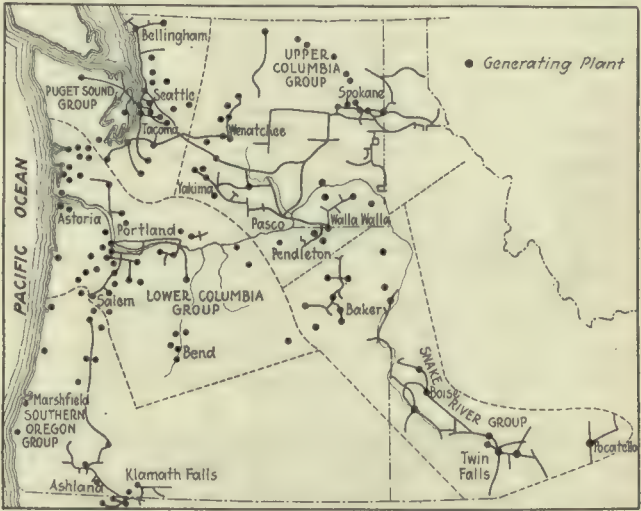 Bellingham
UPPER
COLUMBIA
GROUP
Generating Plant
PUGET SOUND
GROUP
Seattle
Spokane
Tacoma
Wenatchee
PACIFIC OCEAN
Yakima
Astoria
Portland
Pasco
Walla Walla
Pendleton
Salem
LOWER COLUMBIA
GROUP
Baker
Bend
SNAKE RIVER
GROUP
Boise
Marshfield
SOUTHERN
OREGON
GROUP
Twin
Falls
Pocatello
Ashland
Klamath Falls